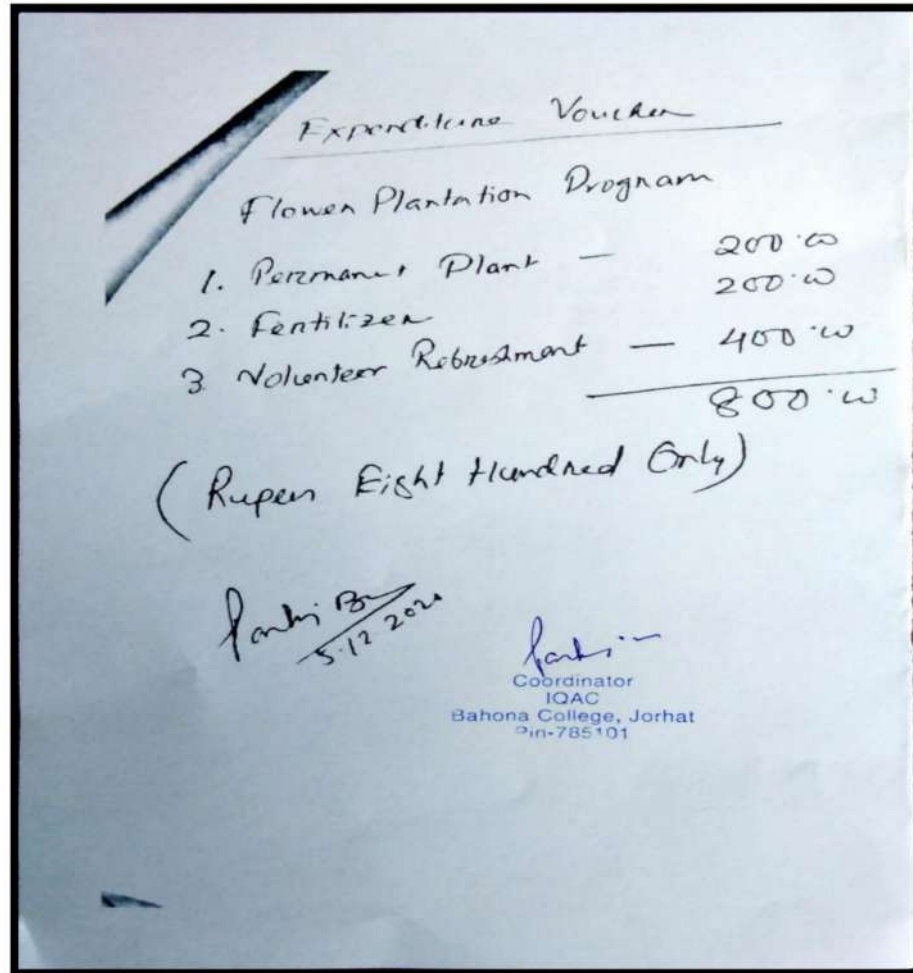 Expenditure Voucher
Flower Plantation Program
1. Permanent Plant — 200.00
2. Fertilizer 200.00
3. Volunteer Refreshment — 400.00
800.00
(Rupees Eight Hundred Only)
5.12.2020
Coordinator
IQAC
Bahona College, Jorhat
Pin-785101